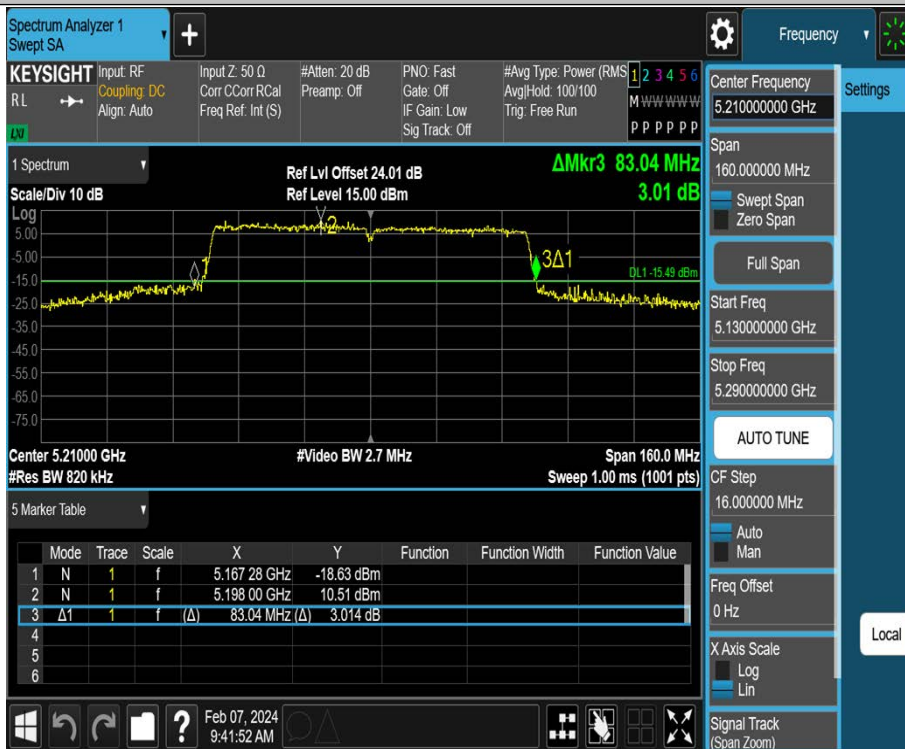 Spectrum Analyzer 1
Swept SA
Frequency
KEYSIGHT
RL
LXI
Input: RF
Coupling: DC
Align: Auto
Input Z: 50 Ω
Corr CCorr RCal
Freq Ref: Int (S)
#Atten: 20 dB
Preamp: Off
PNO: Fast
Gate: Off
IF Gain: Low
Sig Track: Off
#Avg Type: Power (RMS
Avg|Hold: 100/100
Trig: Free Run
1 2 3 4 5 6
M W W W W W
P P P P P P
1 Spectrum
Scale/Div 10 dB
Ref Lvl Offset 24.01 dB
Ref Level 15.00 dBm
ΔMkr3 83.04 MHz
3.01 dB
Log
5.00
-5.00
-15.0
-25.0
-35.0
-45.0
-55.0
-65.0
-75.0
1
2
3Δ1
DL1 -15.49 dBm
Center 5.21000 GHz
#Video BW 2.7 MHz
Span 160.0 MHz
#Res BW 820 kHz
Sweep 1.00 ms (1001 pts)
5 Marker Table
Mode Trace Scale X Y Function Function Width Function Value
1 N 1 f 5.167 28 GHz -18.63 dBm
2 N 1 f 5.198 00 GHz 10.51 dBm
3 Δ1 1 f (Δ) 83.04 MHz (Δ) 3.014 dB
4
5
6
Feb 07, 2024
9:41:52 AM
Center Frequency
5.210000000 GHz
Settings
Span
160.000000 MHz
Swept Span
Zero Span
Full Span
Start Freq
5.130000000 GHz
Stop Freq
5.290000000 GHz
AUTO TUNE
CF Step
16.000000 MHz
Auto
Man
Freq Offset
0 Hz
X Axis Scale
Log
Lin
Local
Signal Track
(Span Zoom)